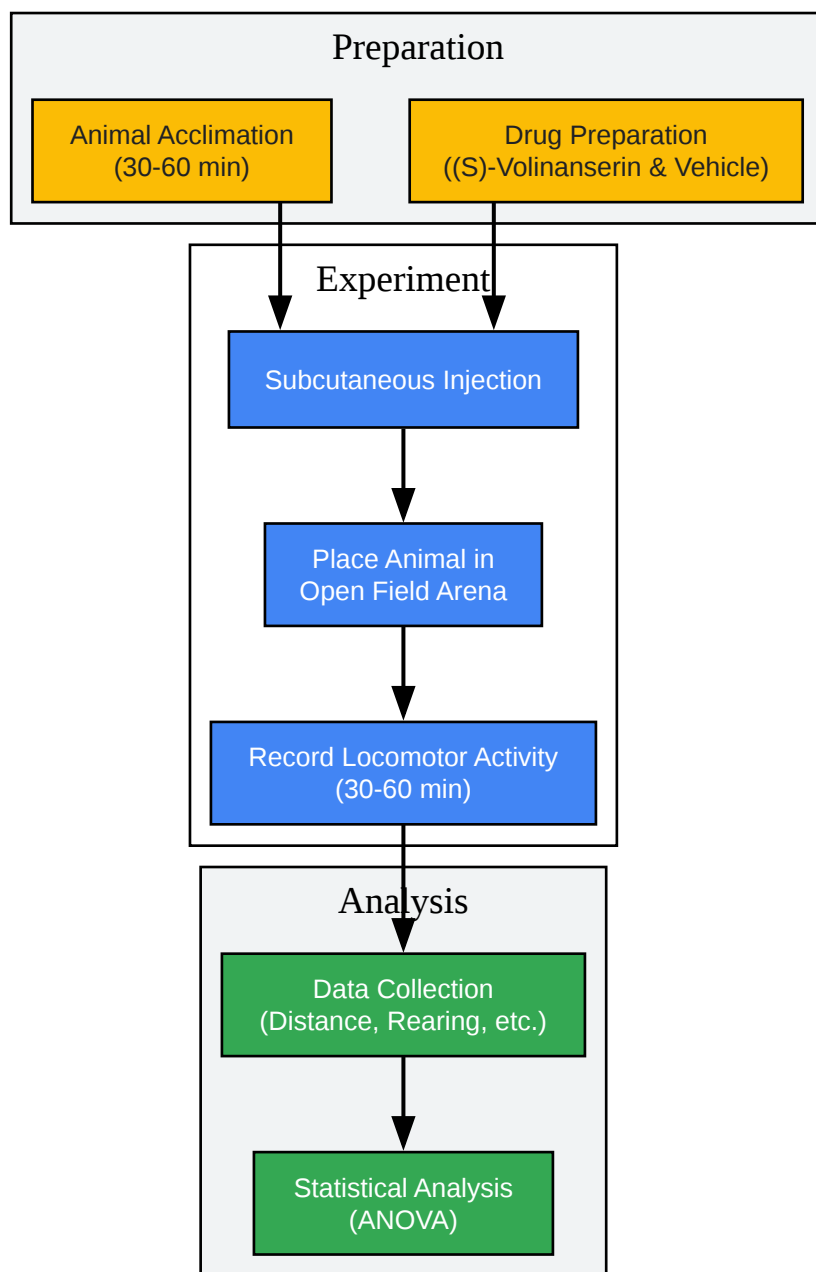 Preparation
Animal Acclimation
(30-60 min)
Drug Preparation
((S)-Volinanserin & Vehicle)
Experiment
Subcutaneous Injection
Place Animal in
Open Field Arena
Record Locomotor Activity
(30-60 min)
Analysis
Data Collection
(Distance, Rearing, etc.)
Statistical Analysis
(ANOVA)